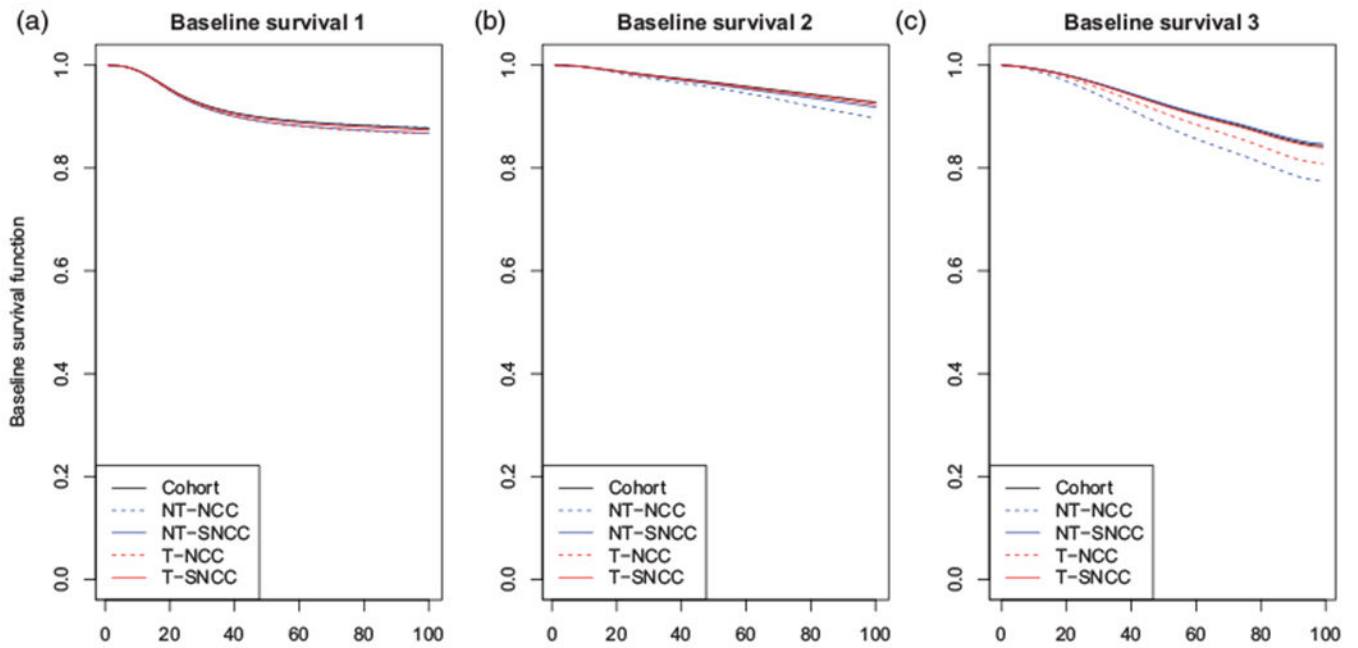 (a) Baseline survival 1
(b) Baseline survival 2
(c) Baseline survival 3
Baseline survival function
1.0
0.8
0.6
0.4
0.2
0.0
Cohort
NT−NCC
NT−SNCC
T−NCC
T−SNCC
0 20 40 60 80 100
1.0
0.8
0.6
0.4
0.2
0.0
Cohort
NT−NCC
NT−SNCC
T−NCC
T−SNCC
0 20 40 60 80 100
1.0
0.8
0.6
0.4
0.2
0.0
Cohort
NT−NCC
NT−SNCC
T−NCC
T−SNCC
0 20 40 60 80 100